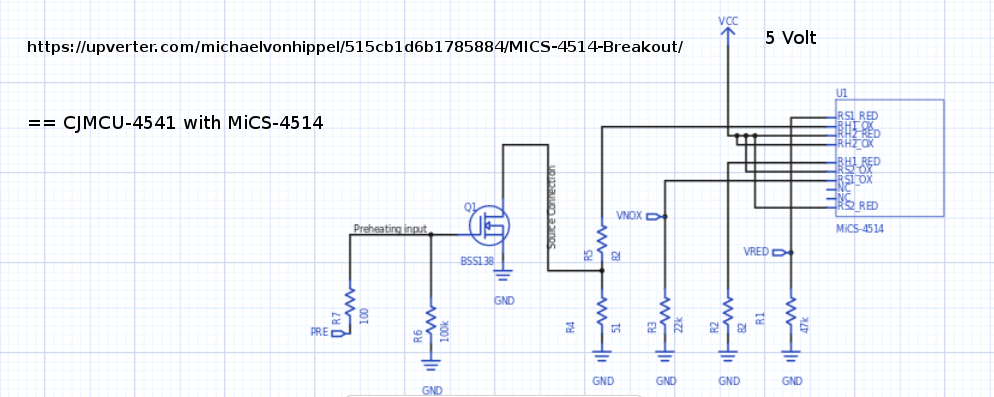 VCC
5 Volt
https://upverter.com/michaelvonhippel/515cb1d6b1785884/MICS-4514-Breakout/
== CJMCU-4541 with MiCS-4514
U1
RS1_RED
RH1_OX
RH2_RED
RH2_OX
RH1_RED
RS2_OX
RS1_OX
NC
NC
RS2_RED
MiCS-4514
Source Connection
Q1
BSS138
GND
Preheating input
VNOX
VRED
R5
82
PRE
R7
100
R6
100k
GND
R4
51
GND
R3
22k
GND
R2
82
GND
R1
47k
GND